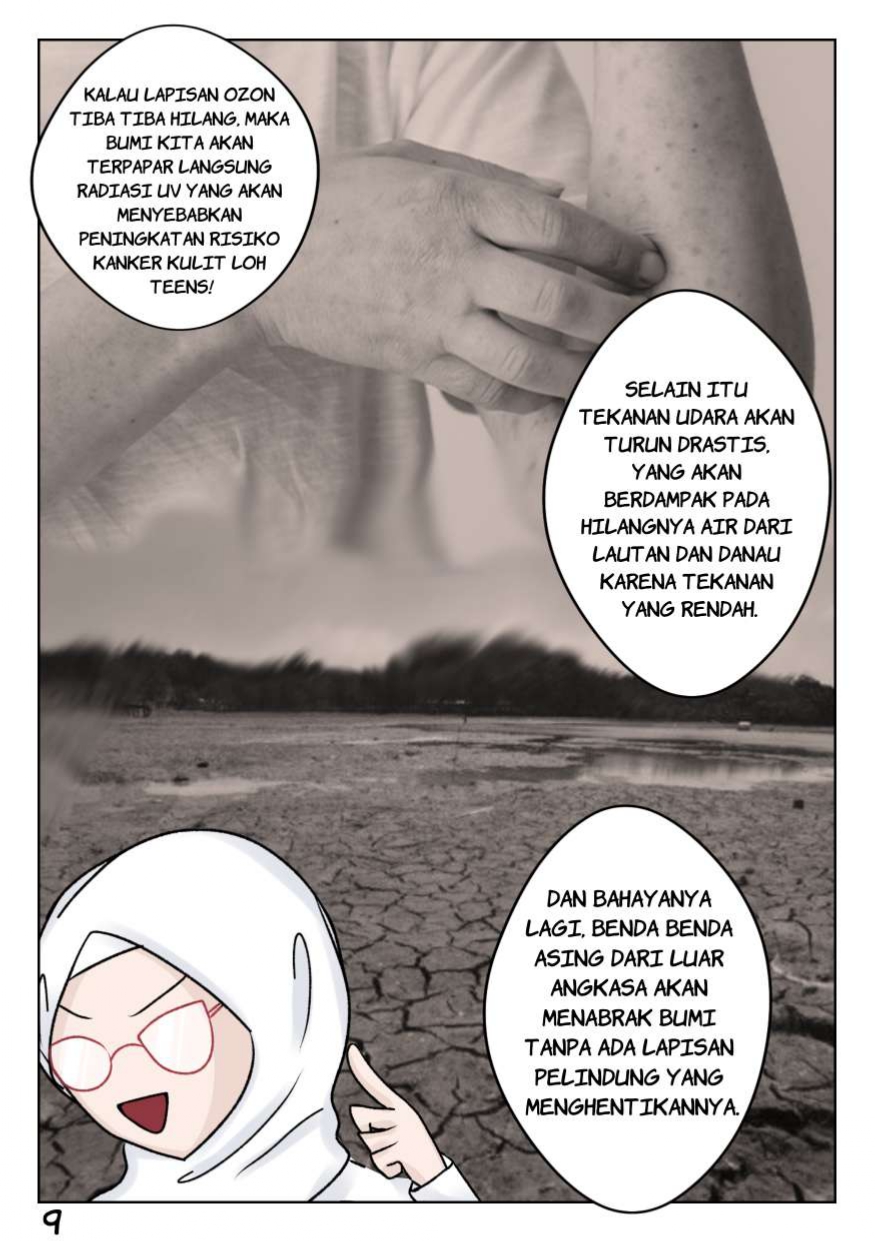 KALAU LAPISAN OZON
TIBA TIBA HILANG, MAKA
BUMI KITA AKAN
TERPAPAR LANGSUNG
RADIASI UV YANG AKAN
MENYEBABKAN
PENINGKATAN RISIKO
KANKER KULIT LOH
TEENS!
SELAIN ITU
TEKANAN UDARA AKAN
TURUN DRASTIS,
YANG AKAN
BERDAMPAK PADA
HILANGNYA AIR DARI
LAUTAN DAN DANAU
KARENA TEKANAN
YANG RENDAH.
DAN BAHAYANYA
LAGI, BENDA BENDA
ASING DARI LUAR
ANGKASA AKAN
MENABRAK BUMI
TANPA ADA LAPISAN
PELINDUNG YANG
MENGHENTIKANNYA.
9